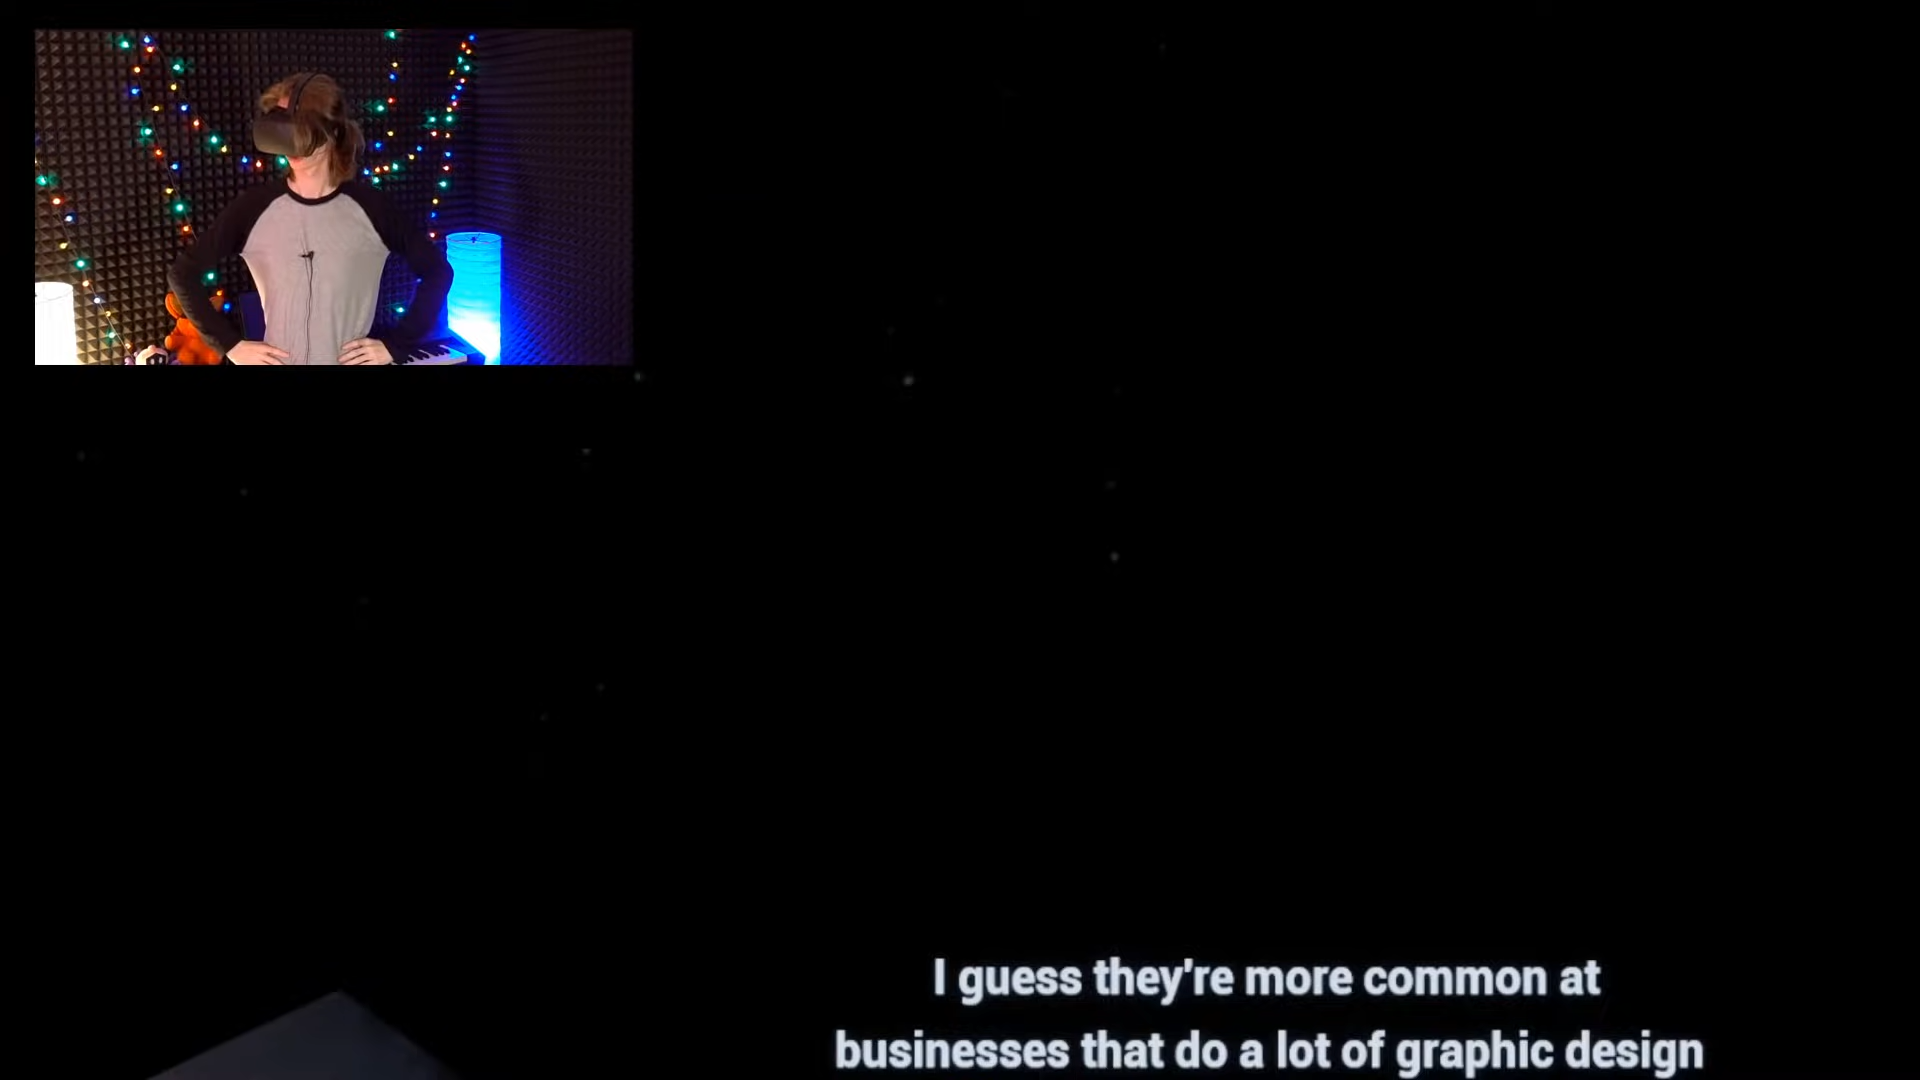 I guess they're more common at
businesses that do a lot of graphic design